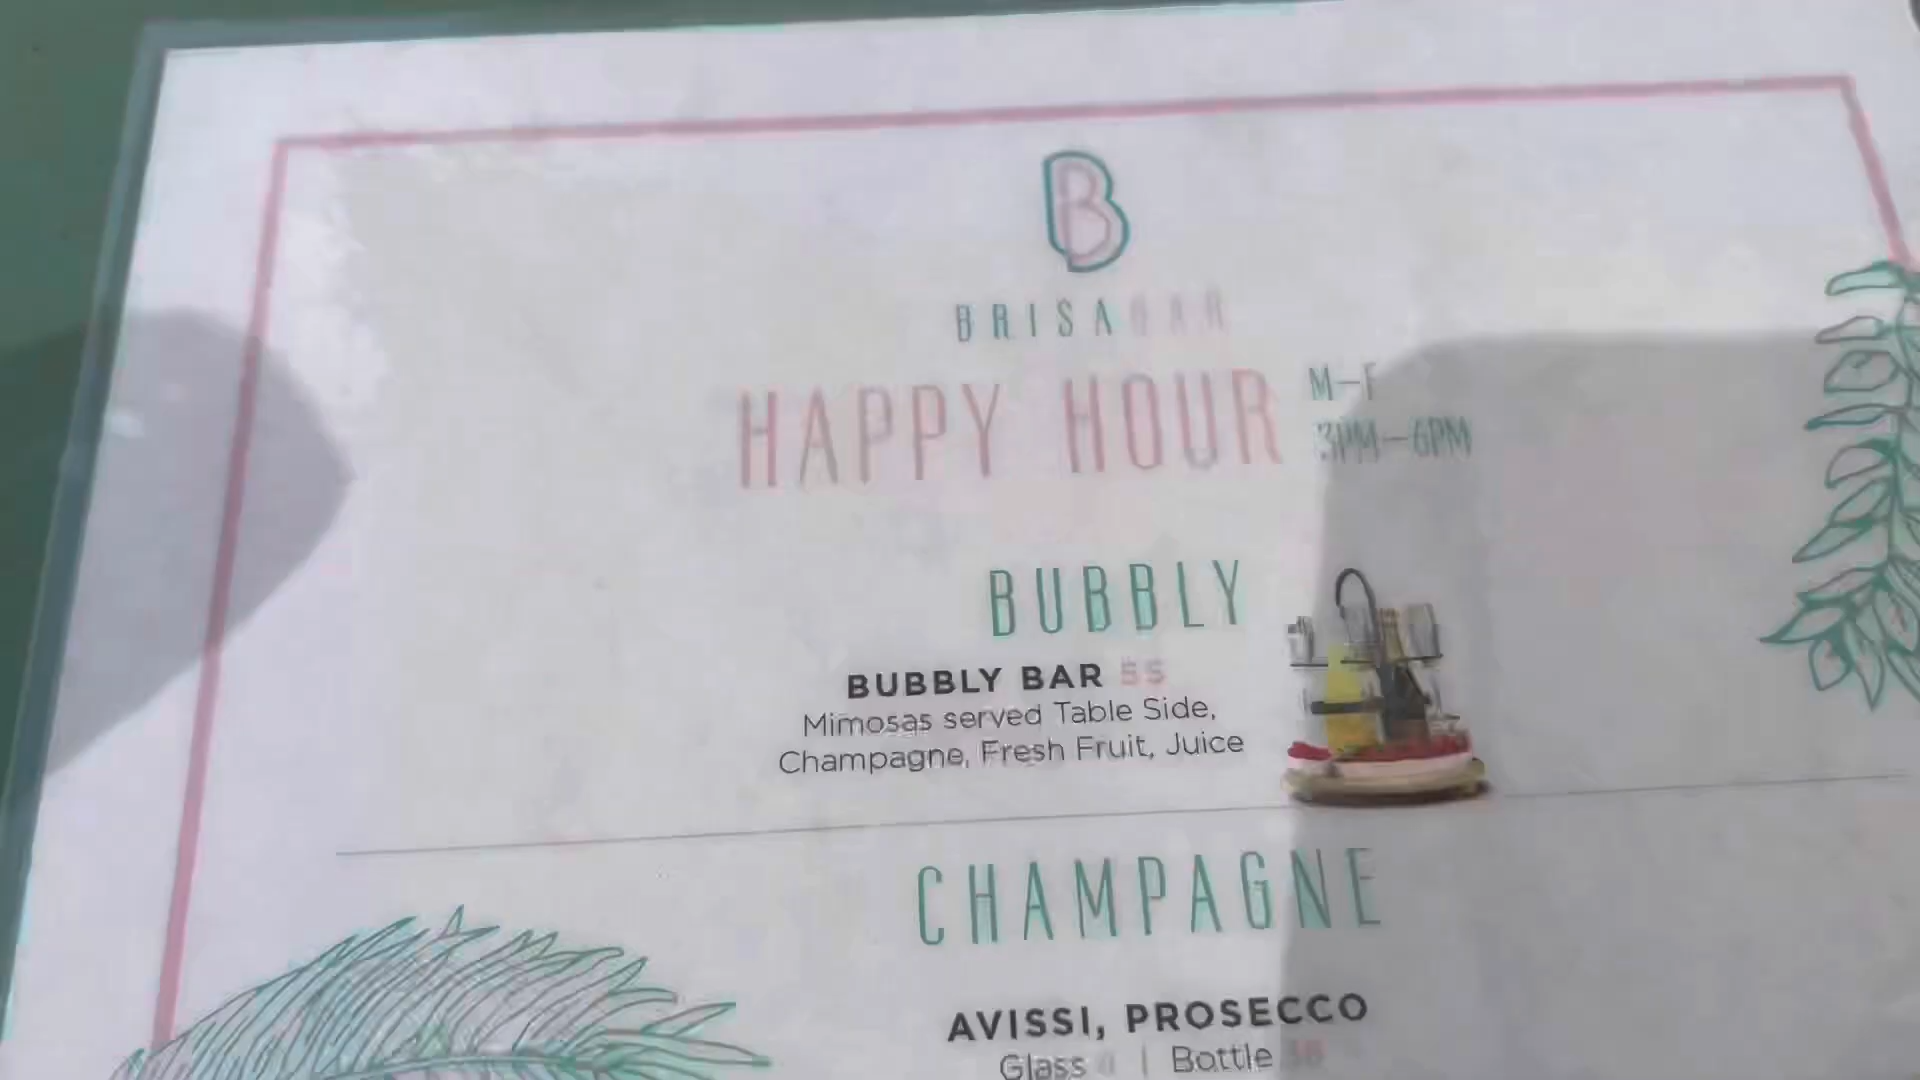 B
BRISABAR
HAPPY HOUR
M-F
3PM-6PM
BUBBLY
BUBBLY BAR
Mimosas served Table Side,
Champagne, Fresh Fruit, Juice
CHAMPAGNE
AVISSI, PROSECCO
Glass | Bottle